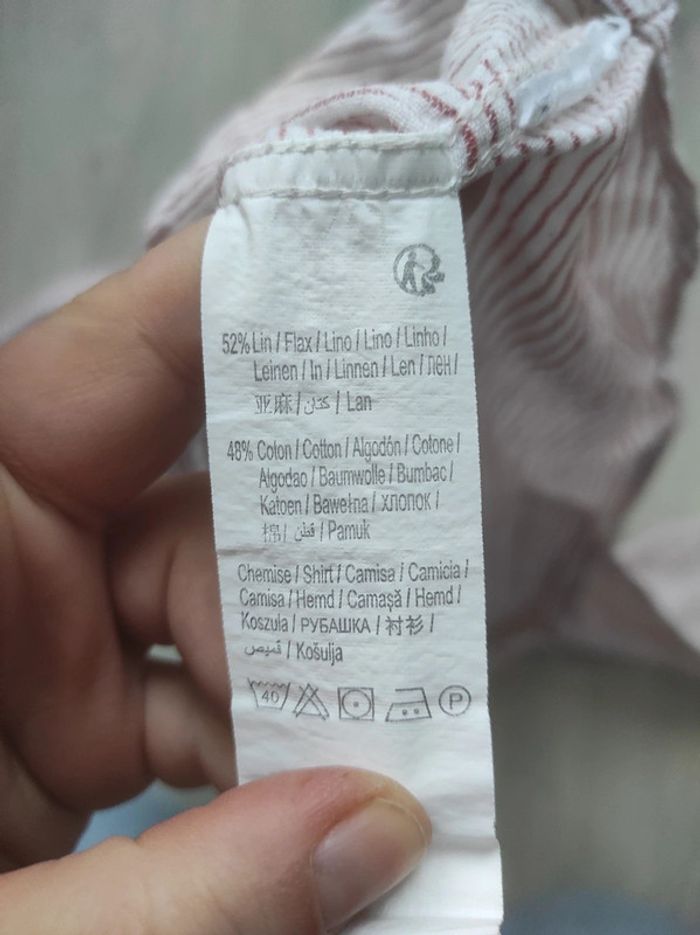 52% Lin / Flax / Lino / Lino / Linho /
Leinen / In / Linnen / Len / ЛЕН /
亚麻 / كتان / Lan
48% Coton / Cotton / Algodón / Cotone /
Algodao / Baumwolle / Bumbac /
Katoen / Bawełna / ХЛОПОК /
棉 / قطن / Pamuk
Chemise / Shirt / Camisa / Camicia /
Camisa / Hemd / Camașă / Hemd /
Koszula / РУБАШКА / 衬衫 /
قميص / Košulja
40 P